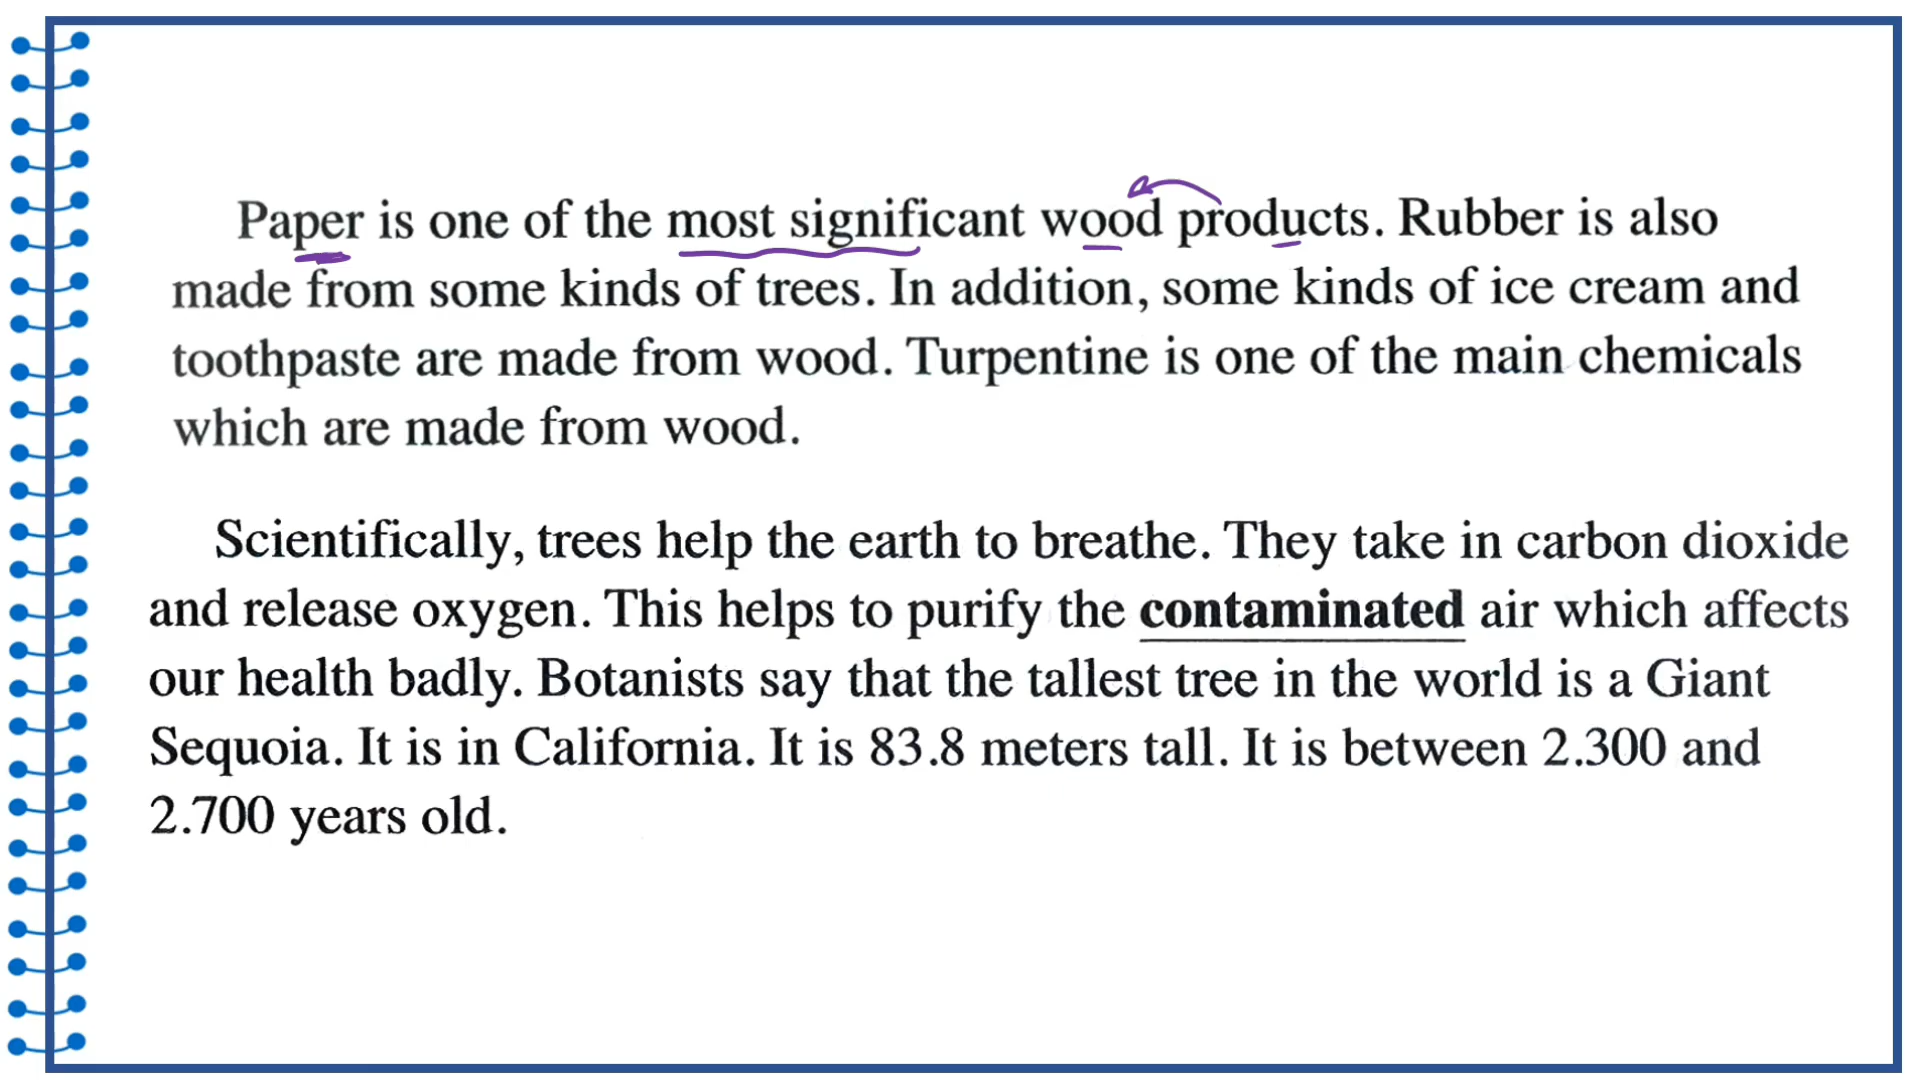 Paper is one of the most significant wood products. Rubber is also
made from some kinds of trees. In addition, some kinds of ice cream and
toothpaste are made from wood. Turpentine is one of the main chemicals
which are made from wood.
Scientifically, trees help the earth to breathe. They take in carbon dioxide
and release oxygen. This helps to purify the contaminated air which affects
our health badly. Botanists say that the tallest tree in the world is a Giant
Sequoia. It is in California. It is 83.8 meters tall. It is between 2.300 and
2.700 years old.